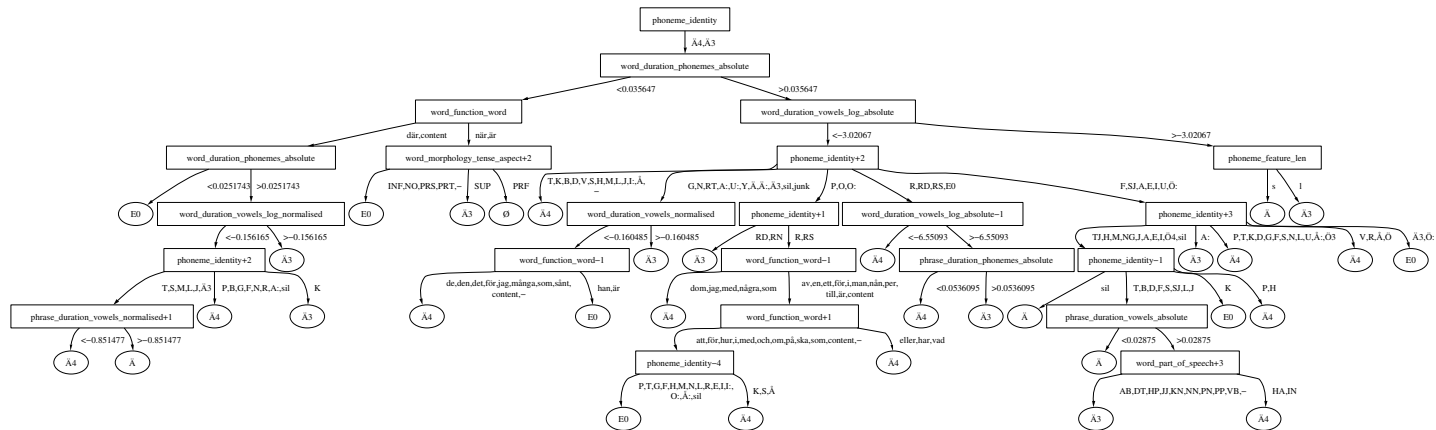 phoneme_identity
Ä4,Ä3
word_duration_phonemes_absolute
<0.035647 >0.035647
word_function_word word_duration_vowels_log_absolute
där,content när,är <−3.02067 >−3.02067
word_duration_phonemes_absolute word_morphology_tense_aspect+2 phoneme_identity+2 phoneme_feature_len
<0.0251743 >0.0251743 INF,NO,PRS,PRT,− SUP PRF T,K,B,D,V,S,H,M,L,J,I:,Å, G,N,RT,A:,U:,Y,Ä,Ä:,Ä3,sil,junk P,O,O: R,RD,RS,E0 F,SJ,A,E,I,U,Ö: s l
−
E0 word_duration_vowels_log_normalised E0 Ä3 Ø Ä4 word_duration_vowels_normalised phoneme_identity+1 word_duration_vowels_log_absolute−1 phoneme_identity+3 Ä Ä3
<−0.156165 >−0.156165 <−0.160485 >−0.160485 RD,RN R,RS <−6.55093 >−6.55093 TJ,H,M,NG,J,A,E,I,Ö4,sil A: P,T,K,D,G,F,S,N,L,U,Å:,Ö3 V,R,Å,Ö Ä3,Ö:
phoneme_identity+2 Ä3 word_function_word−1 Ä3 Ä3 word_function_word−1 Ä4 phrase_duration_phonemes_absolute phoneme_identity−1 Ä3 Ä4 Ä4 E0
T,S,M,L,J,Ä3 P,B,G,F,N,R,A:,sil K de,den,det,för,jag,många,som,sånt, han,är dom,jag,med,några,som av,en,ett,för,i,man,nån,per, <0.0536095 >0.0536095 sil T,B,D,F,S,SJ,L,J K P,H
content,− till,är,content
phrase_duration_vowels_normalised+1 Ä4 Ä3 Ä4 E0 Ä4 word_function_word+1 Ä4 Ä3 Ä phrase_duration_vowels_absolute E0 Ä4
<−0.851477 >−0.851477 att,för,hur,i,med,och,om,på,ska,som,content,− eller,har,vad <0.02875 >0.02875
Ä4 Ä phoneme_identity−4 Ä4 Ä word_part_of_speech+3
P,T,G,F,H,M,N,L,R,E,I,I:, K,S,Å AB,DT,HP,JJ,KN,NN,PN,PP,VB,− HA,IN
O:,Å:,sil
E0 Ä4 Ä3 Ä4